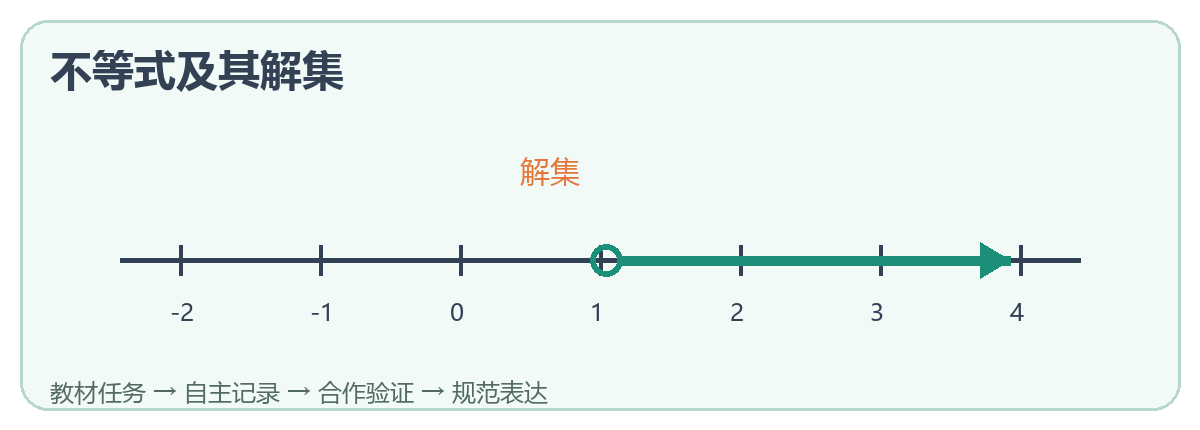 不等式及其解集
解集
-2 -1 0 1 2 3 4
教材任务 → 自主记录 → 合作验证 → 规范表达